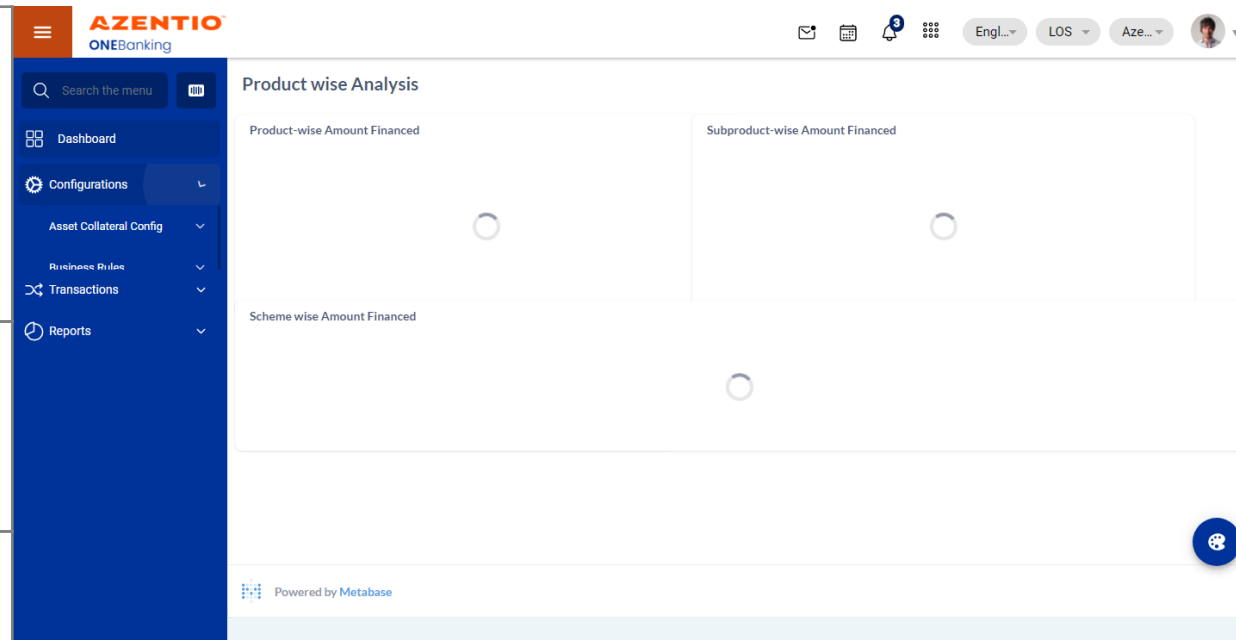 AZENTIO
ONEBanking
3
Engl...
LOS
Aze...
Search the menu
Dashboard
Configurations
Asset Collateral Config
Business Rules
Transactions
Reports
Product wise Analysis
Product-wise Amount Financed
Subproduct-wise Amount Financed
Scheme wise Amount Financed
Powered by Metabase